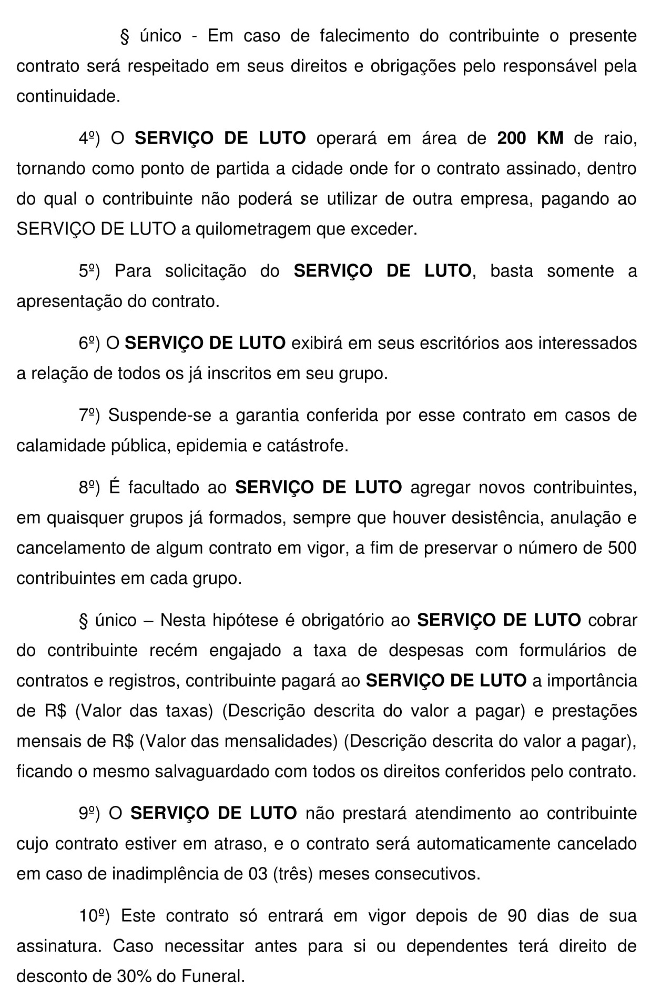 § único - Em caso de falecimento do contribuinte o presente
contrato será respeitado em seus direitos e obrigações pelo responsável pela
continuidade.
4º) O SERVIÇO DE LUTO operará em área de 200 KM de raio,
tornando como ponto de partida a cidade onde for o contrato assinado, dentro
do qual o contribuinte não poderá se utilizar de outra empresa, pagando ao
SERVIÇO DE LUTO a quilometragem que exceder.
5º) Para solicitação do SERVIÇO DE LUTO, basta somente a
apresentação do contrato.
6º) O SERVIÇO DE LUTO exibirá em seus escritórios aos interessados
a relação de todos os já inscritos em seu grupo.
7º) Suspende-se a garantia conferida por esse contrato em casos de
calamidade pública, epidemia e catástrofe.
8º) É facultado ao SERVIÇO DE LUTO agregar novos contribuintes,
em quaisquer grupos já formados, sempre que houver desistência, anulação e
cancelamento de algum contrato em vigor, a fim de preservar o número de 500
contribuintes em cada grupo.
§ único – Nesta hipótese é obrigatório ao SERVIÇO DE LUTO cobrar
do contribuinte recém engajado a taxa de despesas com formulários de
contratos e registros, contribuinte pagará ao SERVIÇO DE LUTO a importância
de R$ (Valor das taxas) (Descrição descrita do valor a pagar) e prestações
mensais de R$ (Valor das mensalidades) (Descrição descrita do valor a pagar),
ficando o mesmo salvaguardado com todos os direitos conferidos pelo contrato.
9º) O SERVIÇO DE LUTO não prestará atendimento ao contribuinte
cujo contrato estiver em atraso, e o contrato será automaticamente cancelado
em caso de inadimplência de 03 (três) meses consecutivos.
10º) Este contrato só entrará em vigor depois de 90 dias de sua
assinatura. Caso necessitar antes para si ou dependentes terá direito de
desconto de 30% do Funeral.